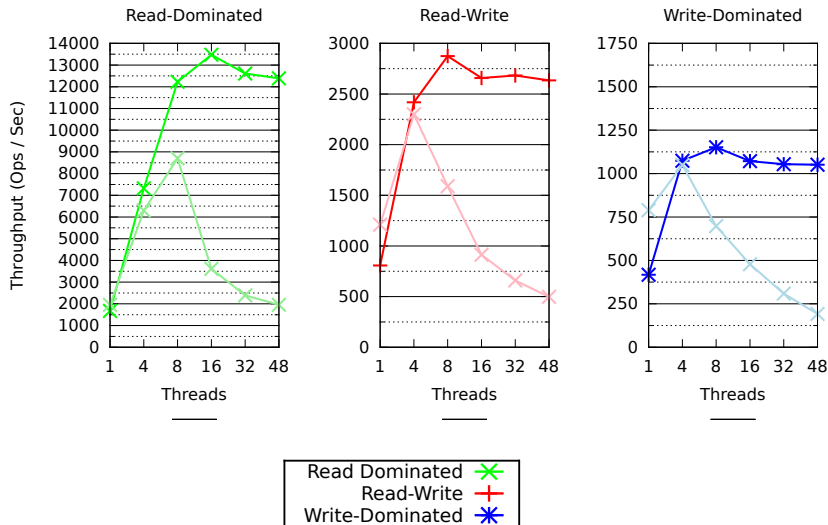 Read-Dominated
Read-Write
Write-Dominated
Throughput (Ops / Sec)
14000
13000
12000
11000
10000
9000
8000
7000
6000
5000
4000
3000
2000
1000
0
1 4 8 16 32 48
Threads
3000
2500
2000
1500
1000
500
0
1 4 8 16 32 48
Threads
1750
1500
1250
1000
750
500
250
0
1 4 8 16 32 48
Threads
Read Dominated
Read-Write
Write-Dominated